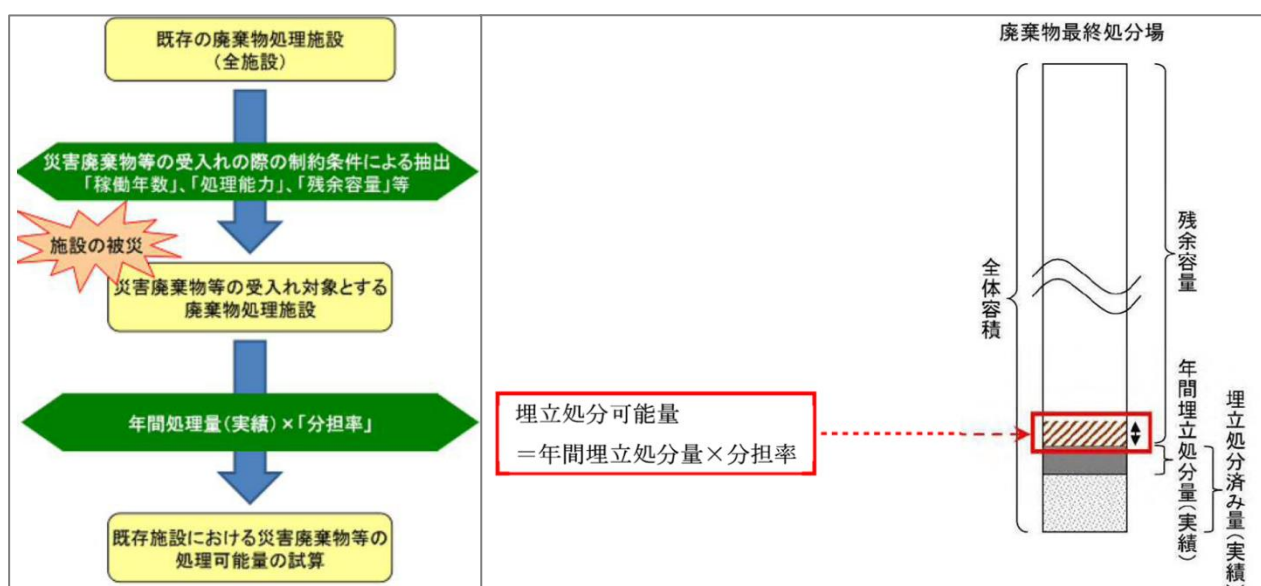 既存の廃棄物処理施設
(全施設)
災害廃棄物等の受入れの際の制約条件による抽出
「稼働年数」、「処理能力」、「残余容量」等
施設の被災
災害廃棄物等の受入れ対象とする
廃棄物処理施設
年間処理量(実績)×「分担率」
既存施設における災害廃棄物等の
処理可能量の試算
埋立処分可能量
＝年間埋立処分量×分担率
廃棄物最終処分場
全体容積
残余容量
年間埋立処分量(実績)
埋立処分済み量(実績)